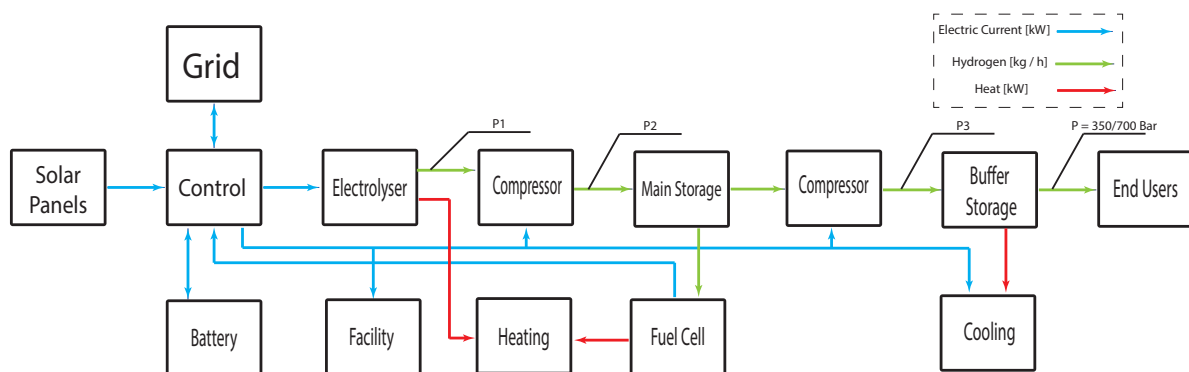 Electric Current [kW]
Grid
Hydrogen [kg / h]
Heat [kW]
P1
P2
P3
P = 350/700 Bar
Solar
Panels
Control
Electrolyser
Compressor
Main Storage
Compressor
Buffer
Storage
End Users
Battery
Facility
Heating
Fuel Cell
Cooling